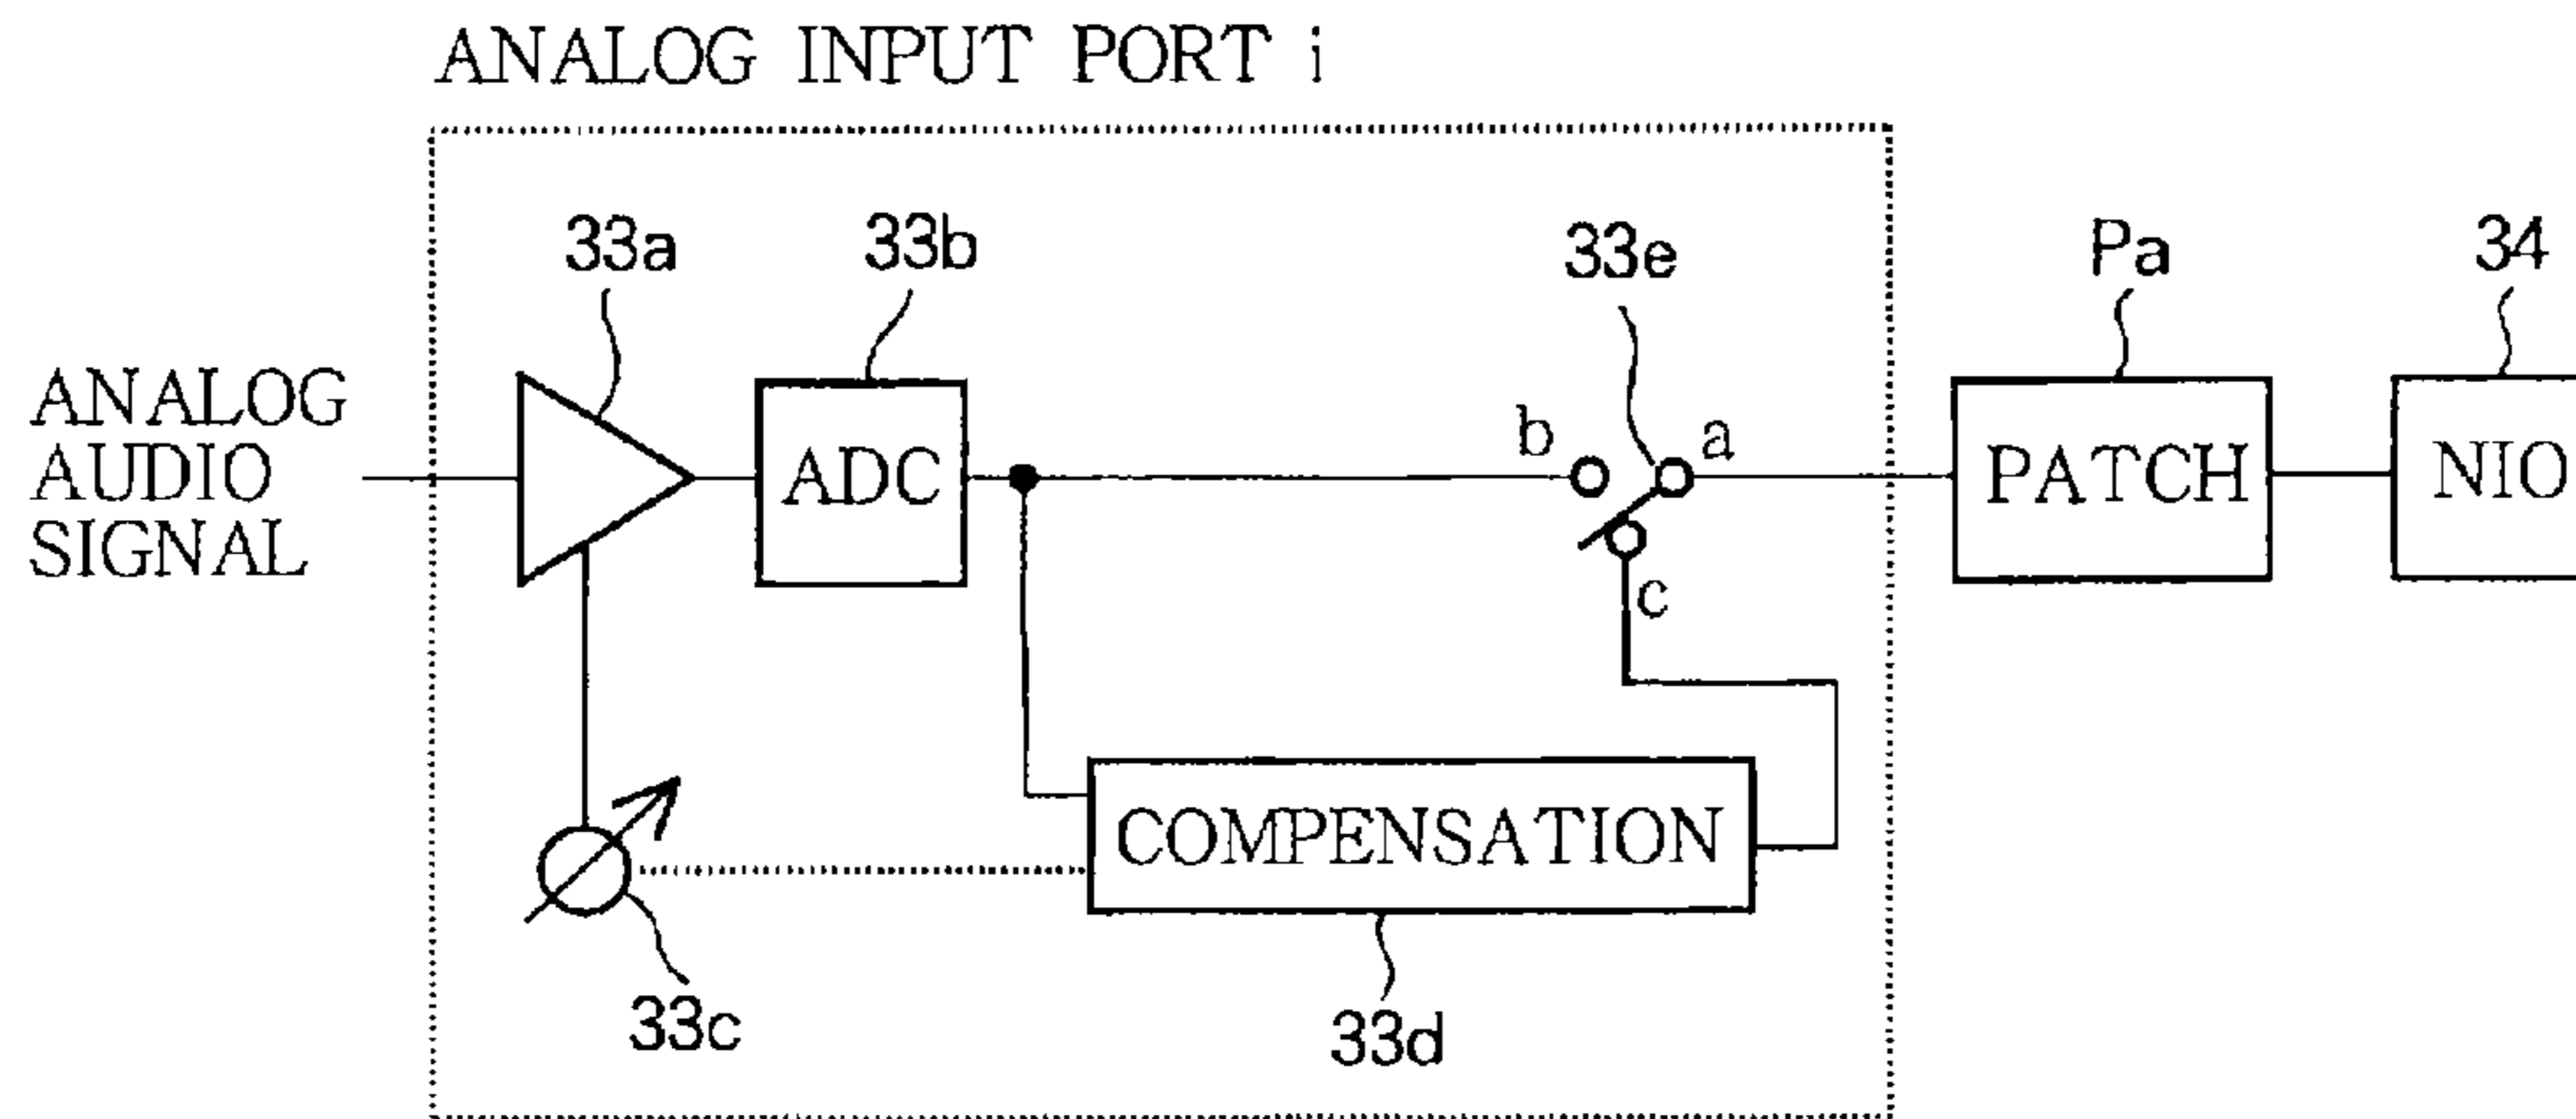 ANALOG INPUT PORT i
33a
33b
33e
Pa
34
ANALOG
AUDIO
SIGNAL
ADC
b
a
c
PATCH
NIO
COMPENSATION
33c
33d